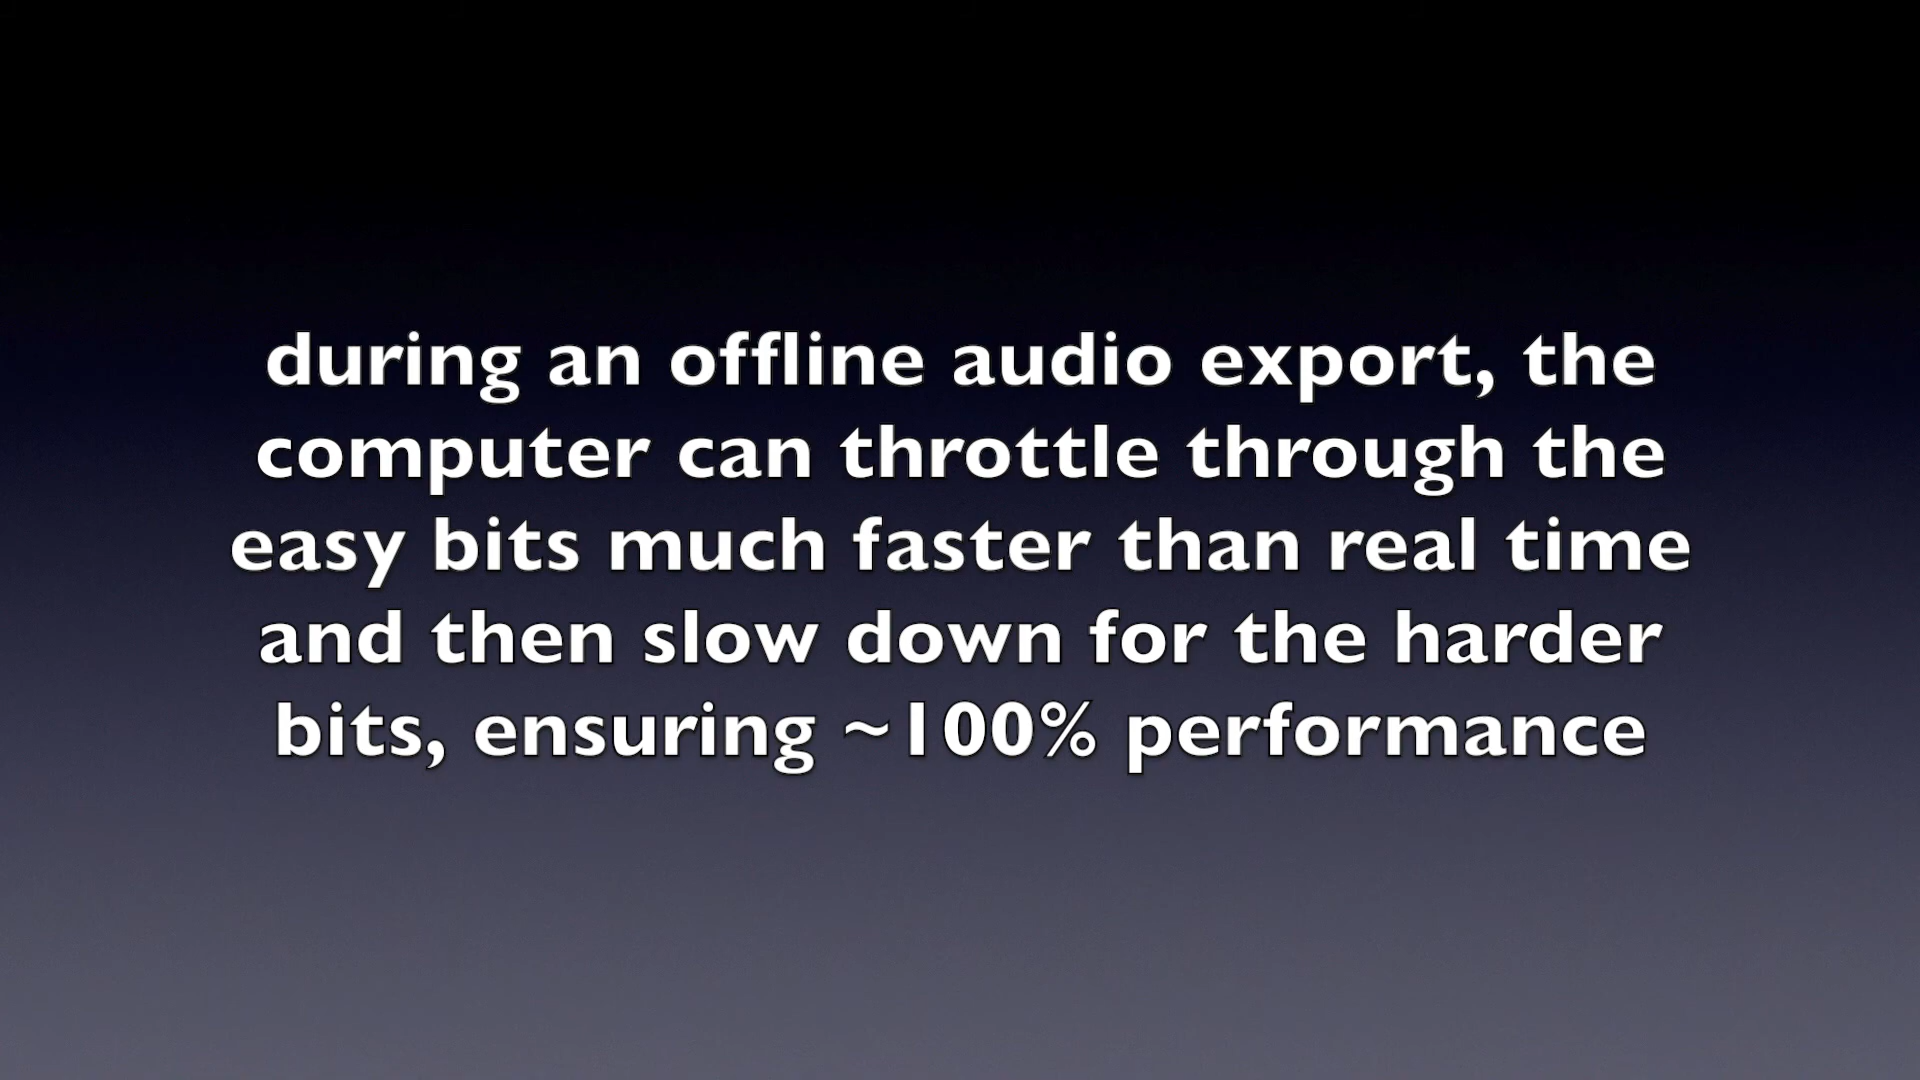 during an offline audio export, the
computer can throttle through the
easy bits much faster than real time
and then slow down for the harder
bits, ensuring ~100% performance